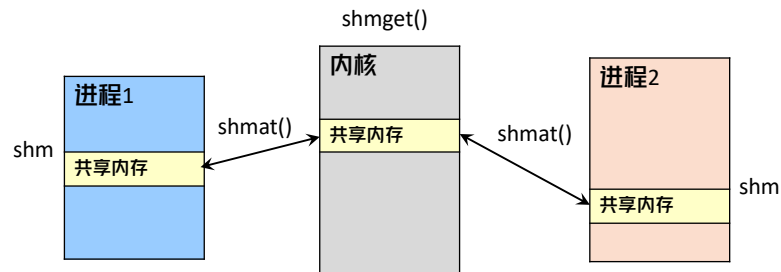 shmget()
内核
进程1
进程2
shmat()
shmat()
共享内存
shm
共享内存
共享内存
shm